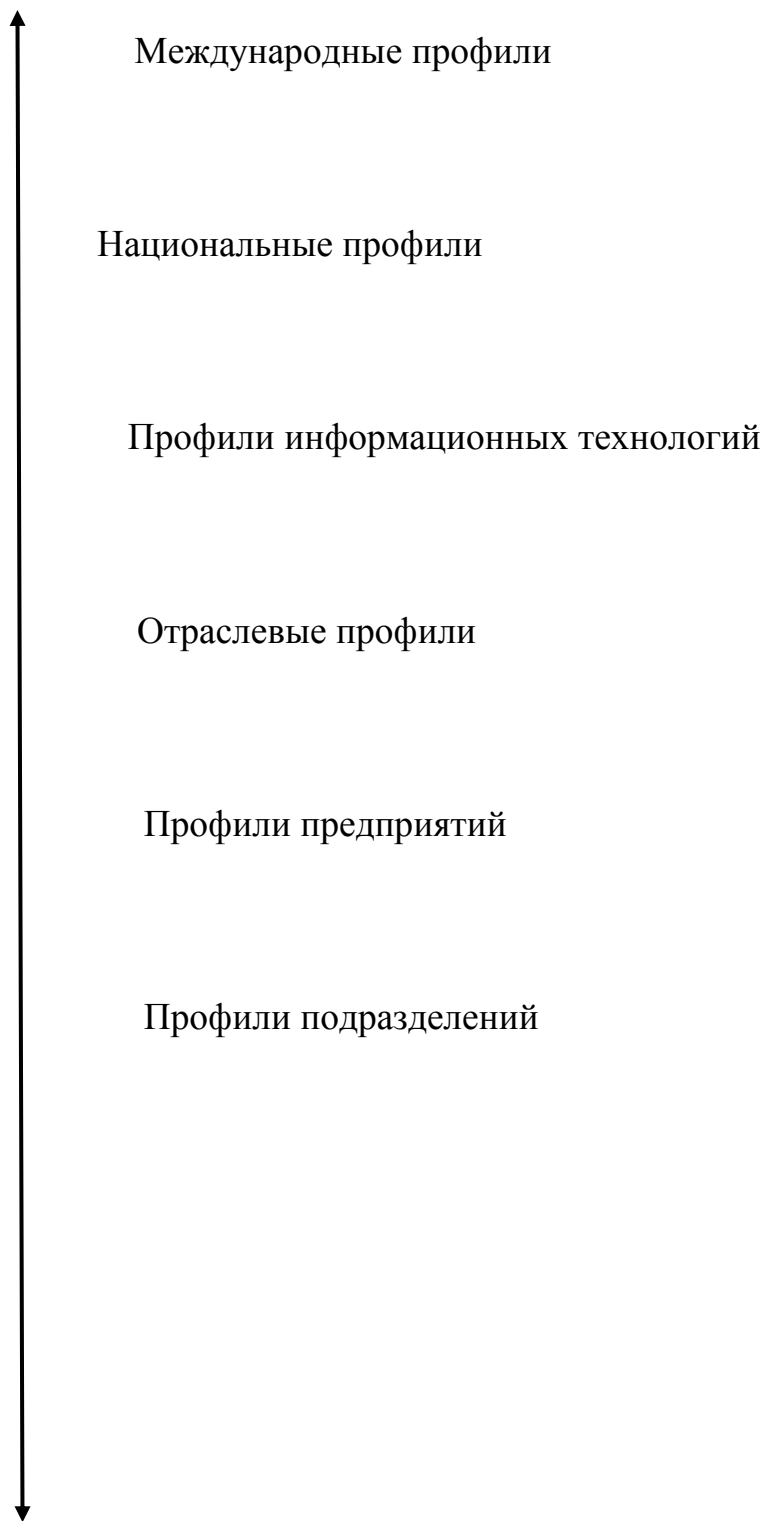 Международные профили
Национальные профили
Профили информационных технологий
Отраслевые профили
Профили предприятий
Профили подразделений